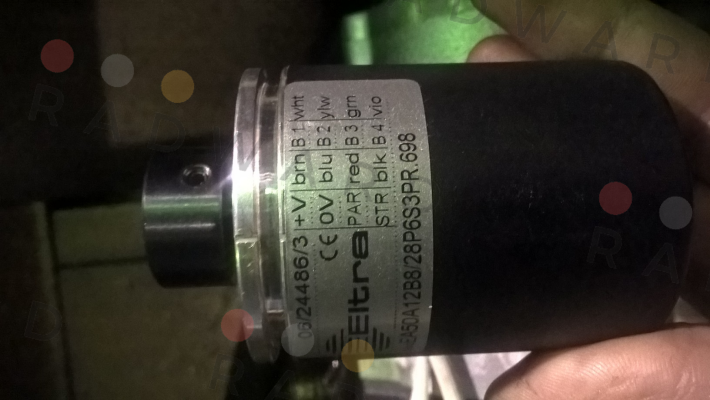 06/24486/3 +V brn B 1 wht
CE 0V blu B 2 ylw
PAR red B 3 grn
Eltra STR blk B 4 vio
EA50A12B8/28P6S3PR.698